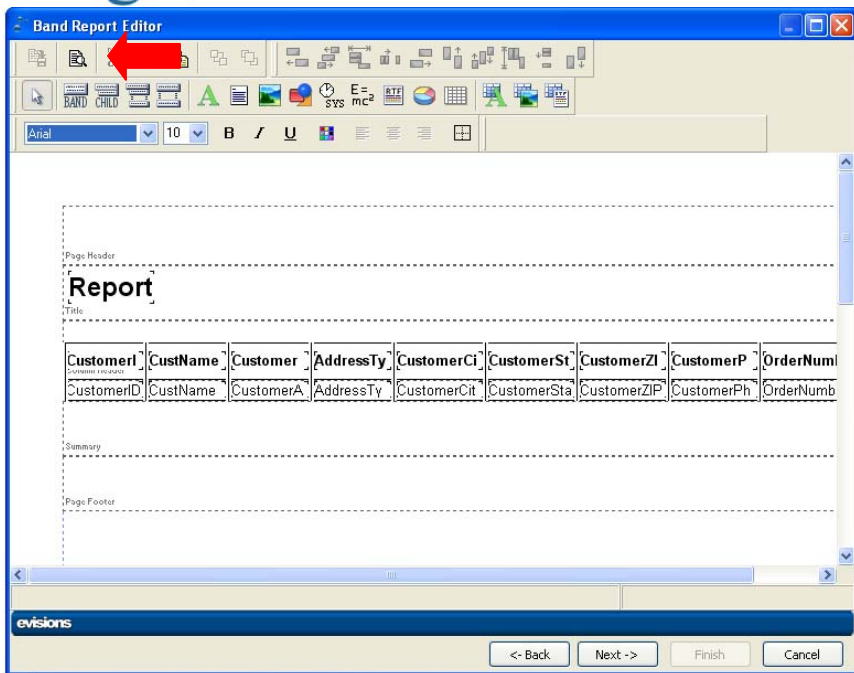 Band Report Editor
BAND CHILD A SYS E= mc² RTF
Arial 10 B I U
Page Header
Report
Title
CustomerI CustName Customer AddressTy CustomerCi CustomerSt CustomerZI CustomerP OrderNuml
Column Header
CustomerID CustName CustomerA AddressTy CustomerCit CustomerSta CustomerZIP CustomerPh OrderNumb
Summary
Page Footer
evisions
<- Back Next -> Finish Cancel